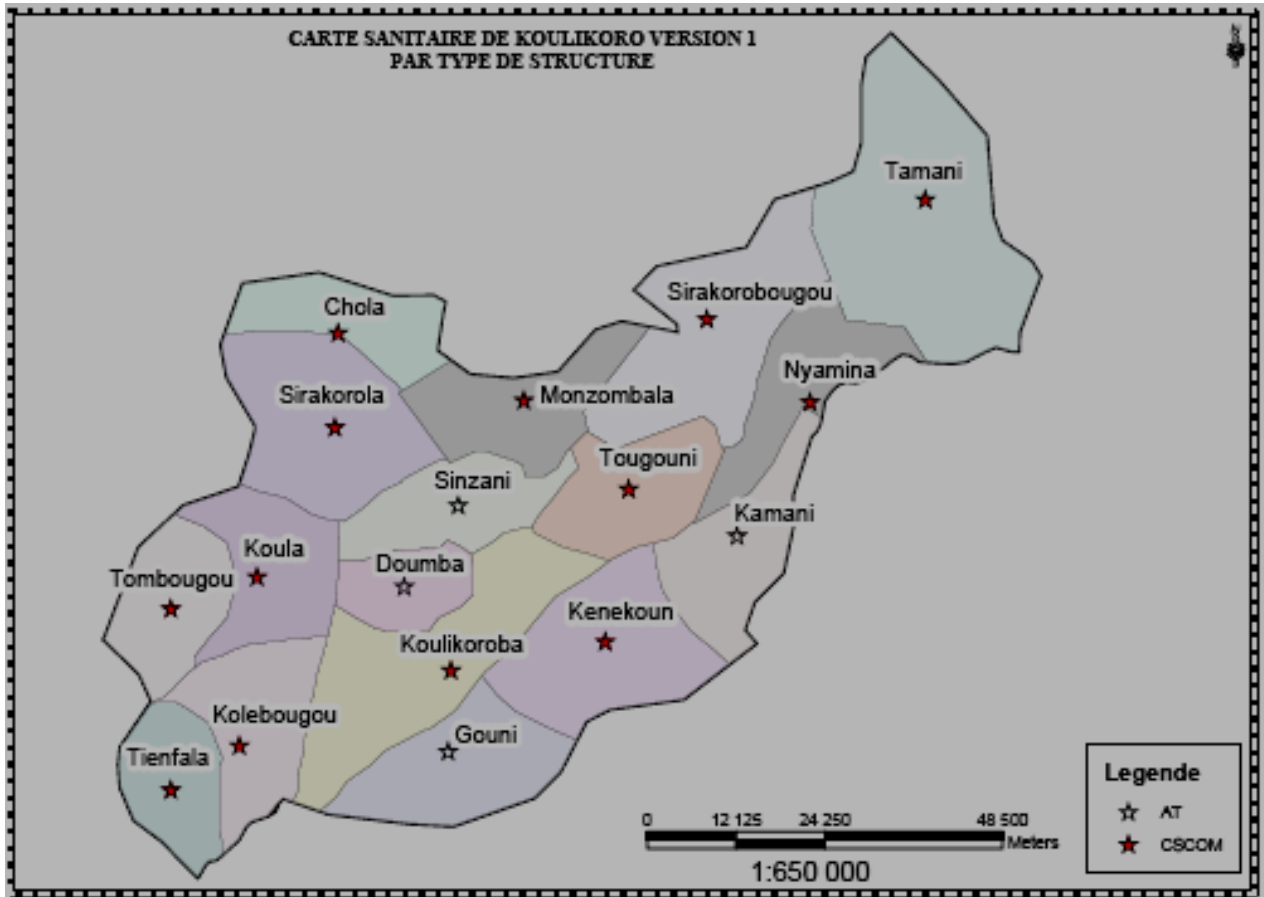 CARTE SANITAIRE DE KOULIKORO VERSION 1
PAR TYPE DE STRUCTURE
Tamani
Sirakorobougou
Chola
Nyamina
Sirakorola
Monzombala
Tougouni
Sinzani
Kamani
Koula
Doumba
Tombougou
Kenekoun
Koulikoroba
Kolebougou
Gouni
Tienfala
Legende
AT
CSCOM
0 12 125 24 250 48 500
Meters
1:650 000